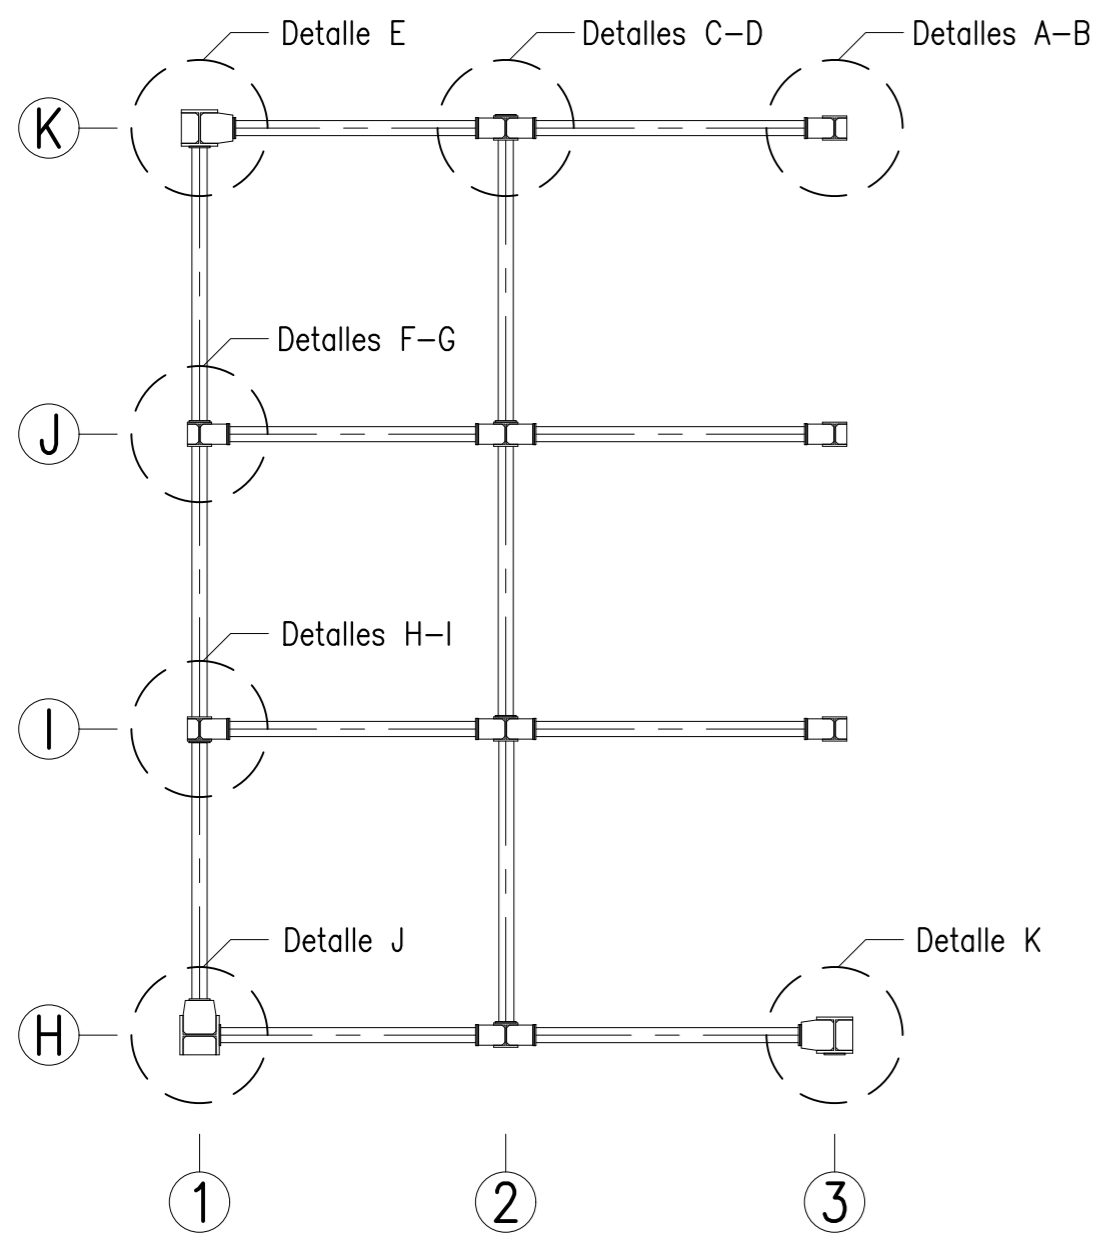 Detalle E
Detalles C-D
Detalles A-B
K
Detalles F-G
J
Detalles H-I
I
Detalle J
Detalle K
H
1
2
3